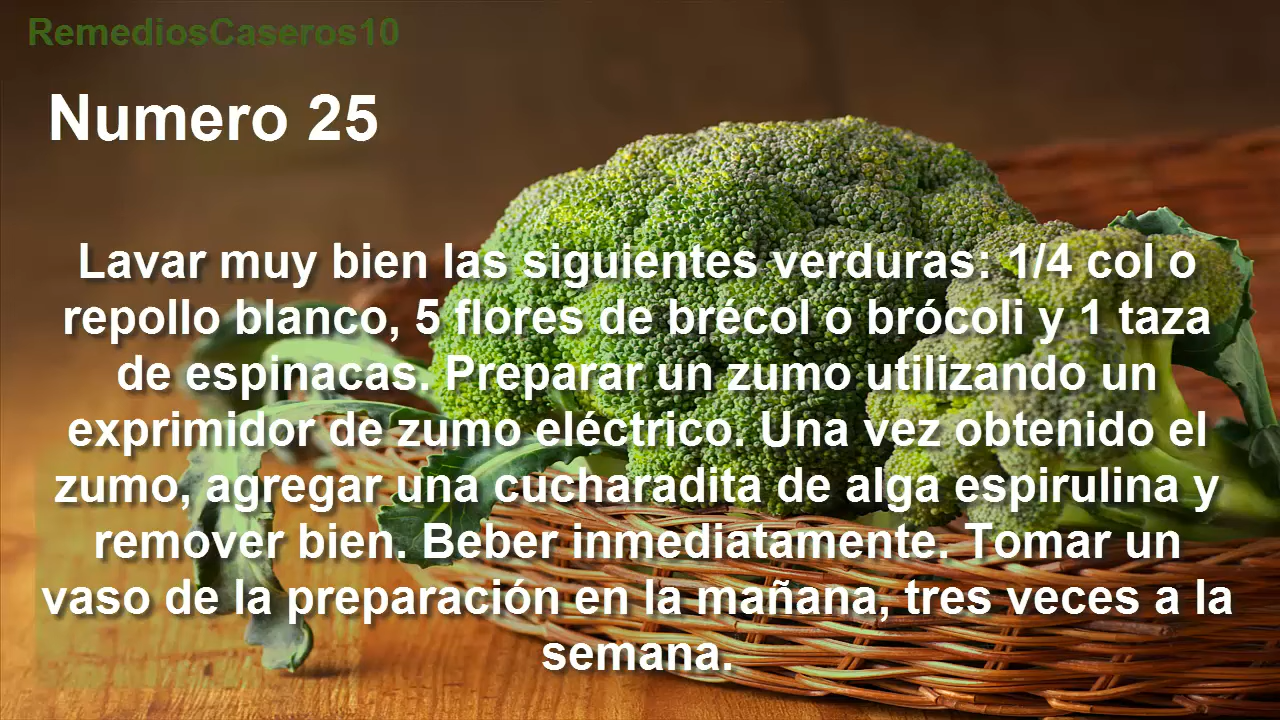 RemediosCaseros10
Numero 25
Lavar muy bien las siguientes verduras: 1/4 col o
repollo blanco, 5 flores de brécol o brócoli y 1 taza
de espinacas. Preparar un zumo utilizando un
exprimidor de zumo eléctrico. Una vez obtenido el
zumo, agregar una cucharadita de alga espirulina y
remover bien. Beber inmediatamente. Tomar un
vaso de la preparación en la mañana, tres veces a la
semana.